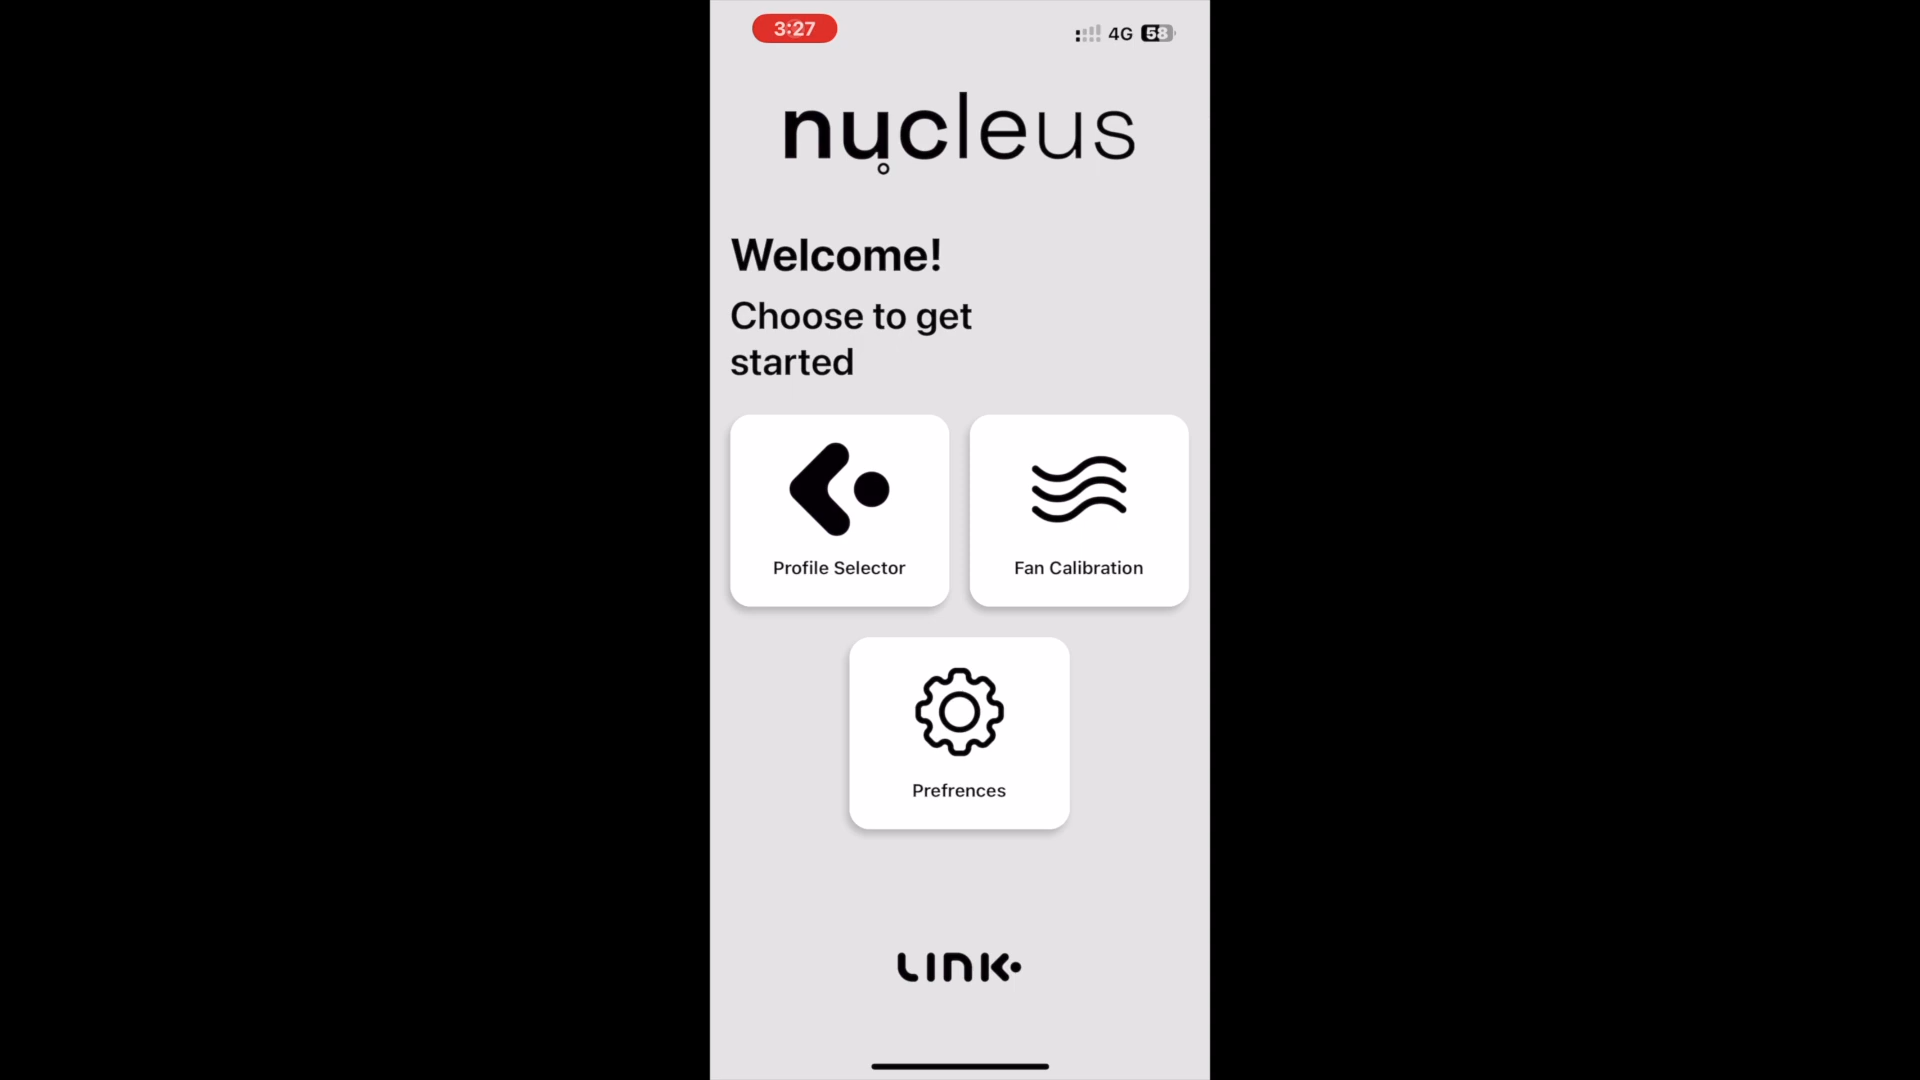 3:27
4G 58
nucleus
Welcome!
Choose to get
started
Profile Selector
Fan Calibration
Prefrences
LINK